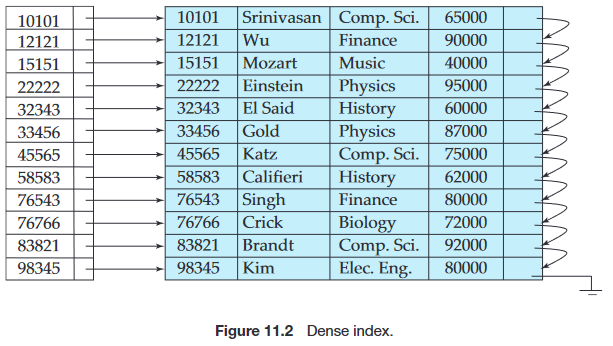 10101 10101 Srinivasan Comp. Sci. 65000
12121 12121 Wu Finance 90000
15151 15151 Mozart Music 40000
22222 22222 Einstein Physics 95000
32343 32343 El Said History 60000
33456 33456 Gold Physics 87000
45565 45565 Katz Comp. Sci. 75000
58583 58583 Califieri History 62000
76543 76543 Singh Finance 80000
76766 76766 Crick Biology 72000
83821 83821 Brandt Comp. Sci. 92000
98345 98345 Kim Elec. Eng. 80000
Figure 11.2 Dense index.